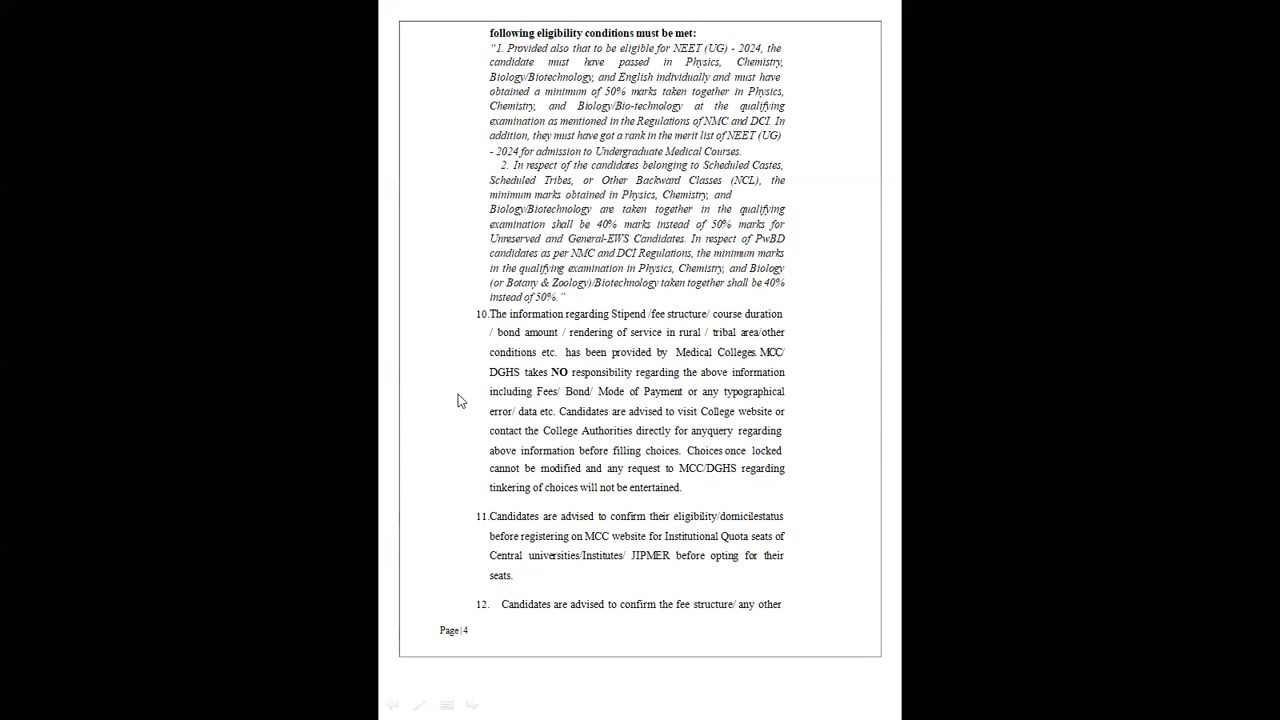 following eligibility conditions must be met:
“1. Provided also that to be eligible for NEET (UG) - 2024, the
candidate must have passed in Physics, Chemistry,
Biology/Biotechnology, and English individually and must have
obtained a minimum of 50% marks taken together in Physics,
Chemistry, and Biology/Bio-technology at the qualifying
examination as mentioned in the Regulations of NMC and DCI. In
addition, they must have got a rank in the merit list of NEET (UG)
- 2024 for admission to Undergraduate Medical Courses.
2. In respect of the candidates belonging to Scheduled Castes,
Scheduled Tribes, or Other Backward Classes (NCL), the
minimum marks obtained in Physics, Chemistry, and
Biology/Biotechnology are taken together in the qualifying
examination shall be 40% marks instead of 50% marks for
Unreserved and General-EWS Candidates. In respect of PwBD
candidates as per NMC and DCI Regulations, the minimum marks
in the qualifying examination in Physics, Chemistry, and Biology
(or Botany & Zoology)/Biotechnology taken together shall be 40%
instead of 50%.”
10.The information regarding Stipend /fee structure/ course duration
/ bond amount / rendering of service in rural / tribal area/other
conditions etc. has been provided by Medical Colleges. MCC/
DGHS takes NO responsibility regarding the above information
including Fees/ Bond/ Mode of Payment or any typographical
error/ data etc. Candidates are advised to visit College website or
contact the College Authorities directly for anyquery regarding
above information before filling choices. Choices once locked
cannot be modified and any request to MCC/DGHS regarding
tinkering of choices will not be entertained.
11.Candidates are advised to confirm their eligibility/domicilestatus
before registering on MCC website for Institutional Quota seats of
Central universities/Institutes/ JIPMER before opting for their
seats.
12. Candidates are advised to confirm the fee structure/ any other
Page|4